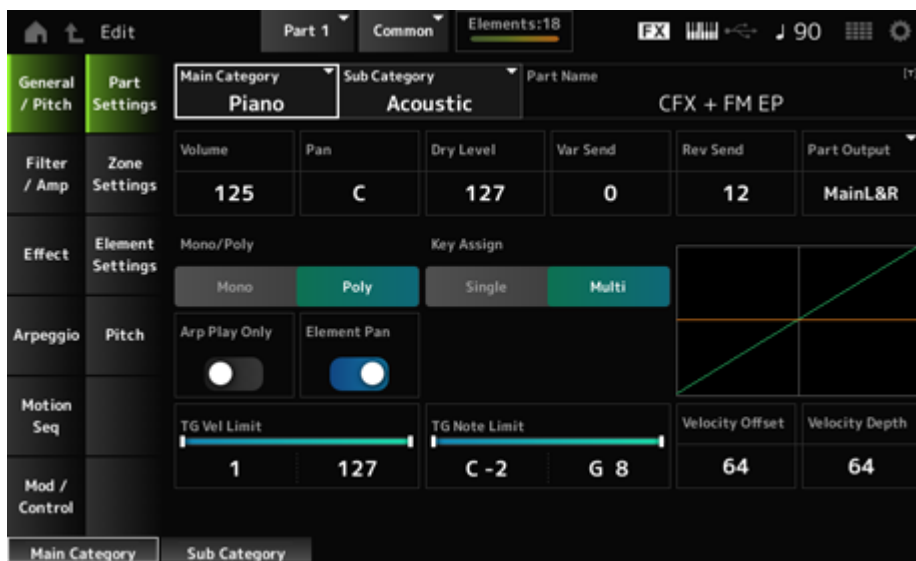 Edit
Part 1
Common
Elements:18
FX
♩ 90
General / Pitch
Filter / Amp
Effect
Arpeggio
Motion Seq
Mod / Control
Part Settings
Zone Settings
Element Settings
Pitch
Main Category
Piano
Sub Category
Acoustic
Part Name
CFX + FM EP
Volume
125
Pan
C
Dry Level
127
Var Send
0
Rev Send
12
Part Output
MainL&R
Mono/Poly
Mono
Poly
Key Assign
Single
Multi
Arp Play Only
Element Pan
TG Vel Limit
1
127
TG Note Limit
C -2
G 8
Velocity Offset
64
Velocity Depth
64
Main Category
Sub Category